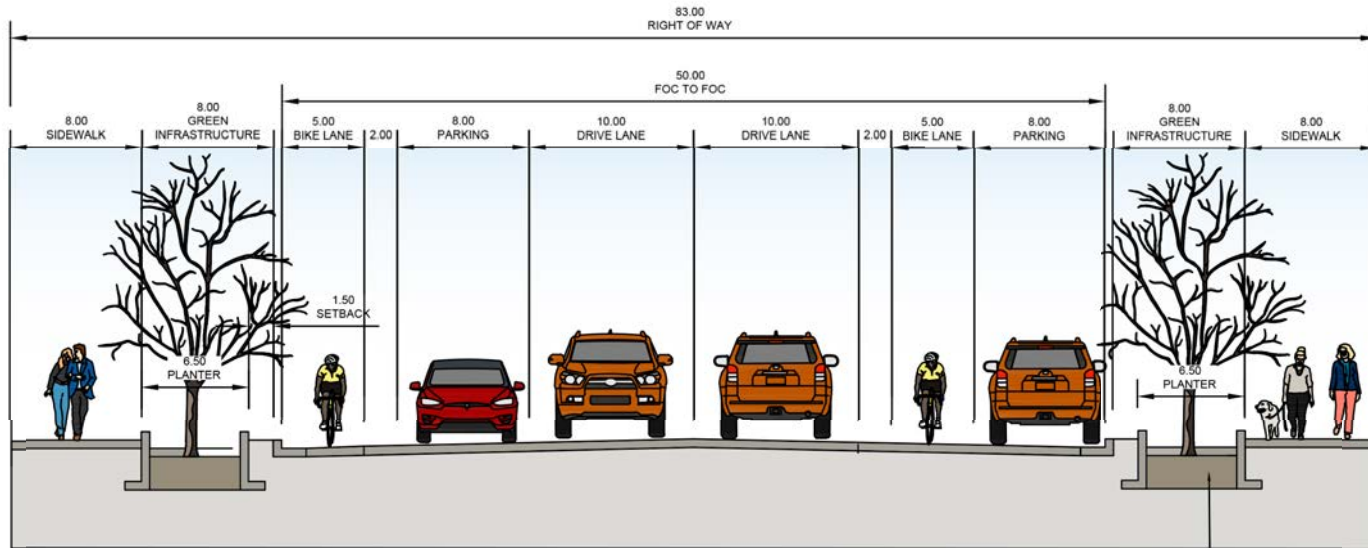 83.00
RIGHT OF WAY
50.00
FOC TO FOC
8.00
SIDEWALK
8.00
GREEN
INFRASTRUCTURE
5.00
BIKE LANE
2.00
8.00
PARKING
10.00
DRIVE LANE
10.00
DRIVE LANE
2.00
5.00
BIKE LANE
8.00
PARKING
8.00
GREEN
INFRASTRUCTURE
8.00
SIDEWALK
1.50
SETBACK
6.50
PLANTER
6.50
PLANTER